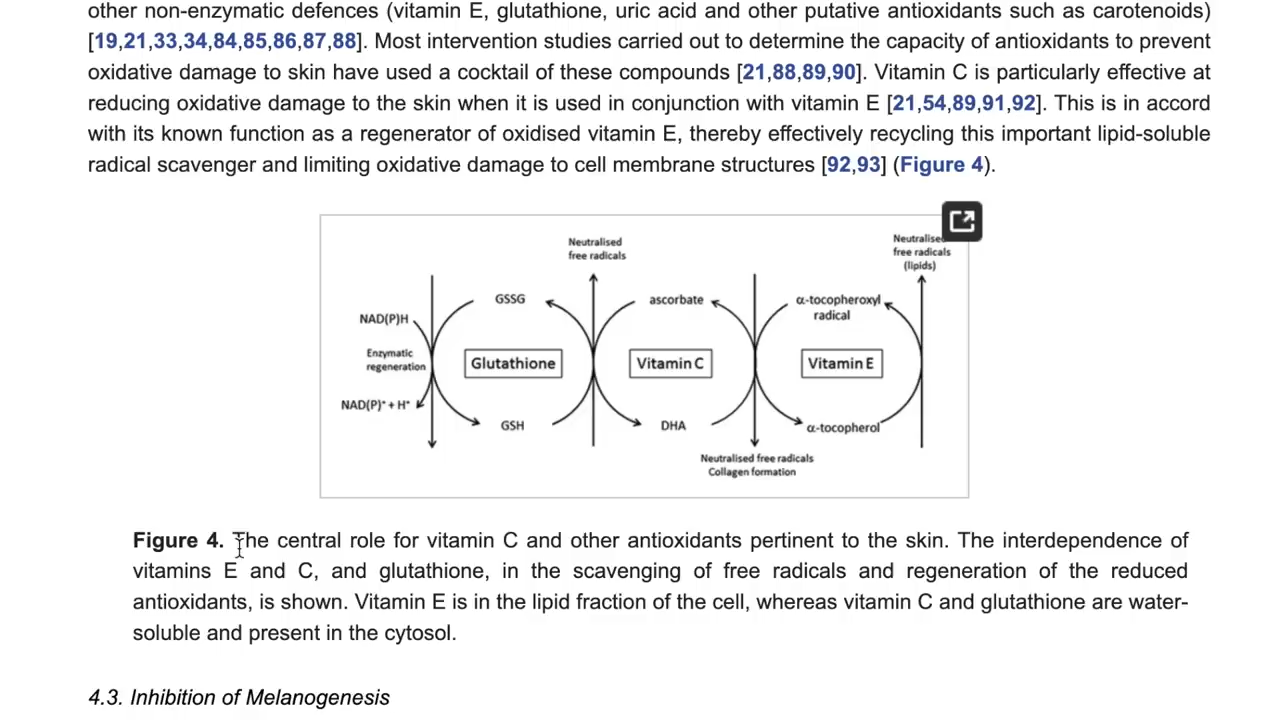 other non-enzymatic defences (vitamin E, glutathione, uric acid and other putative antioxidants such as carotenoids)
[19,21,33,34,84,85,86,87,88]. Most intervention studies carried out to determine the capacity of antioxidants to prevent
oxidative damage to skin have used a cocktail of these compounds [21,88,89,90]. Vitamin C is particularly effective at
reducing oxidative damage to the skin when it is used in conjunction with vitamin E [21,54,89,91,92]. This is in accord
with its known function as a regenerator of oxidised vitamin E, thereby effectively recycling this important lipid-soluble
radical scavenger and limiting oxidative damage to cell membrane structures [92,93] (Figure 4).
Neutralised
free radicals
Neutralised
free radicals
(lipids)
GSSG
ascorbate
α-tocopheroxyl
radical
NAD(P)H
Enzymatic
regeneration
Glutathione
Vitamin C
Vitamin E
NAD(P)⁺ + H⁺
GSH
DHA
α-tocopherol
Neutralised free radicals
Collagen formation
Figure 4. The central role for vitamin C and other antioxidants pertinent to the skin. The interdependence of
vitamins E and C, and glutathione, in the scavenging of free radicals and regeneration of the reduced
antioxidants, is shown. Vitamin E is in the lipid fraction of the cell, whereas vitamin C and glutathione are water-
soluble and present in the cytosol.
4.3. Inhibition of Melanogenesis